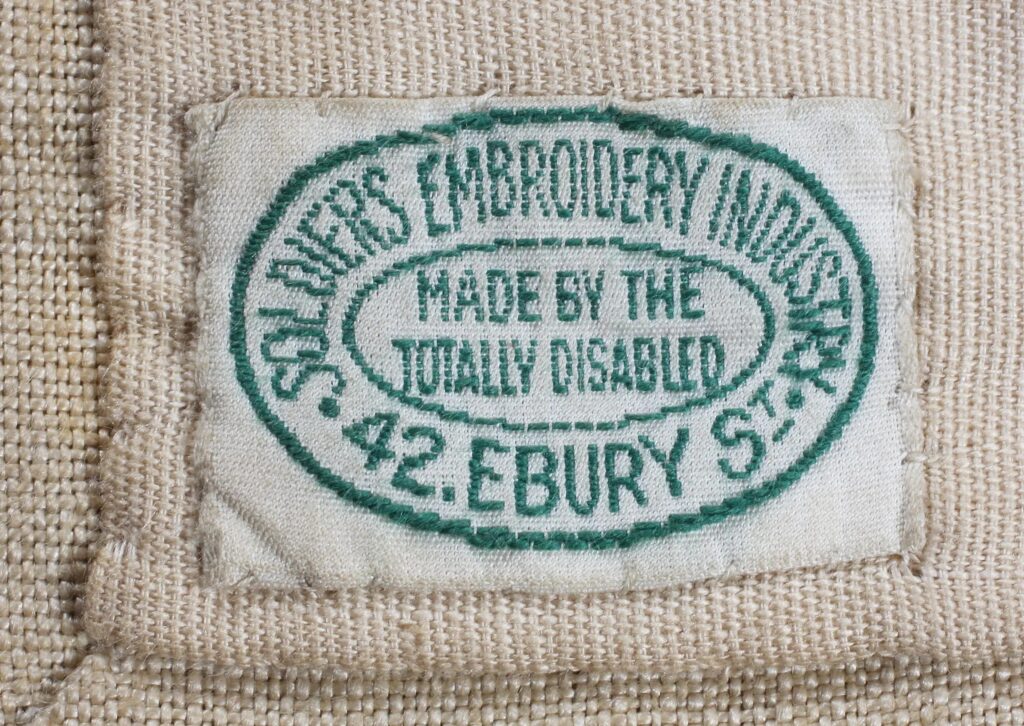 SOLDIERS EMBROIDERY INDUSTRY
MADE BY THE
TOTALLY DISABLED
• 42. EBURY ST. •